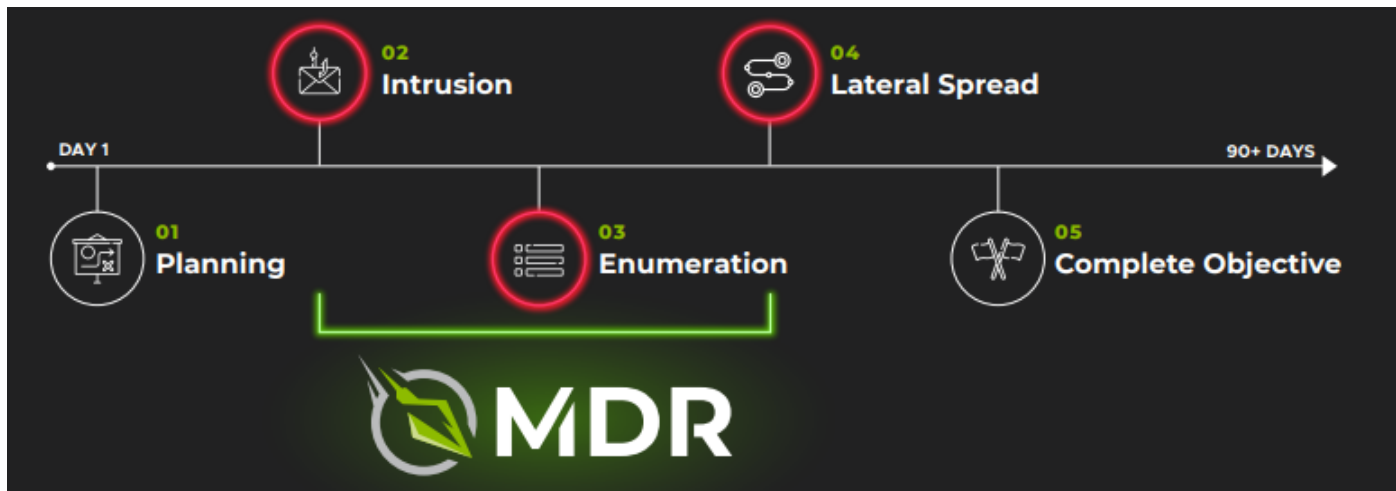 02
Intrusion
04
Lateral Spread
DAY 1
90+ DAYS
01
Planning
03
Enumeration
05
Complete Objective
MDR